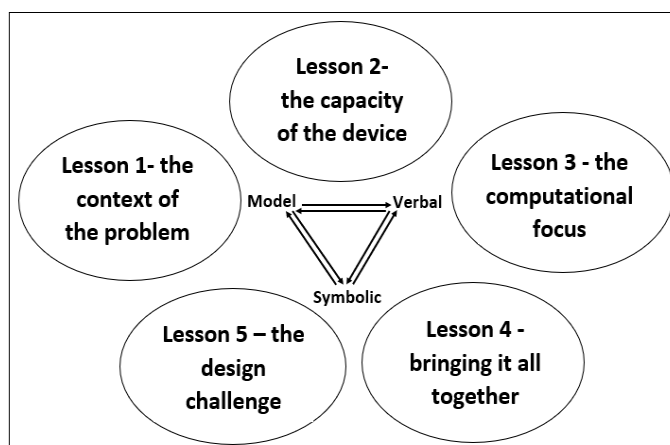 Lesson 2-
the capacity
of the device
Lesson 1- the
context of
the problem
Lesson 3 - the
computational
focus
Model
Verbal
Symbolic
Lesson 5 – the
design
challenge
Lesson 4 -
bringing it all
together